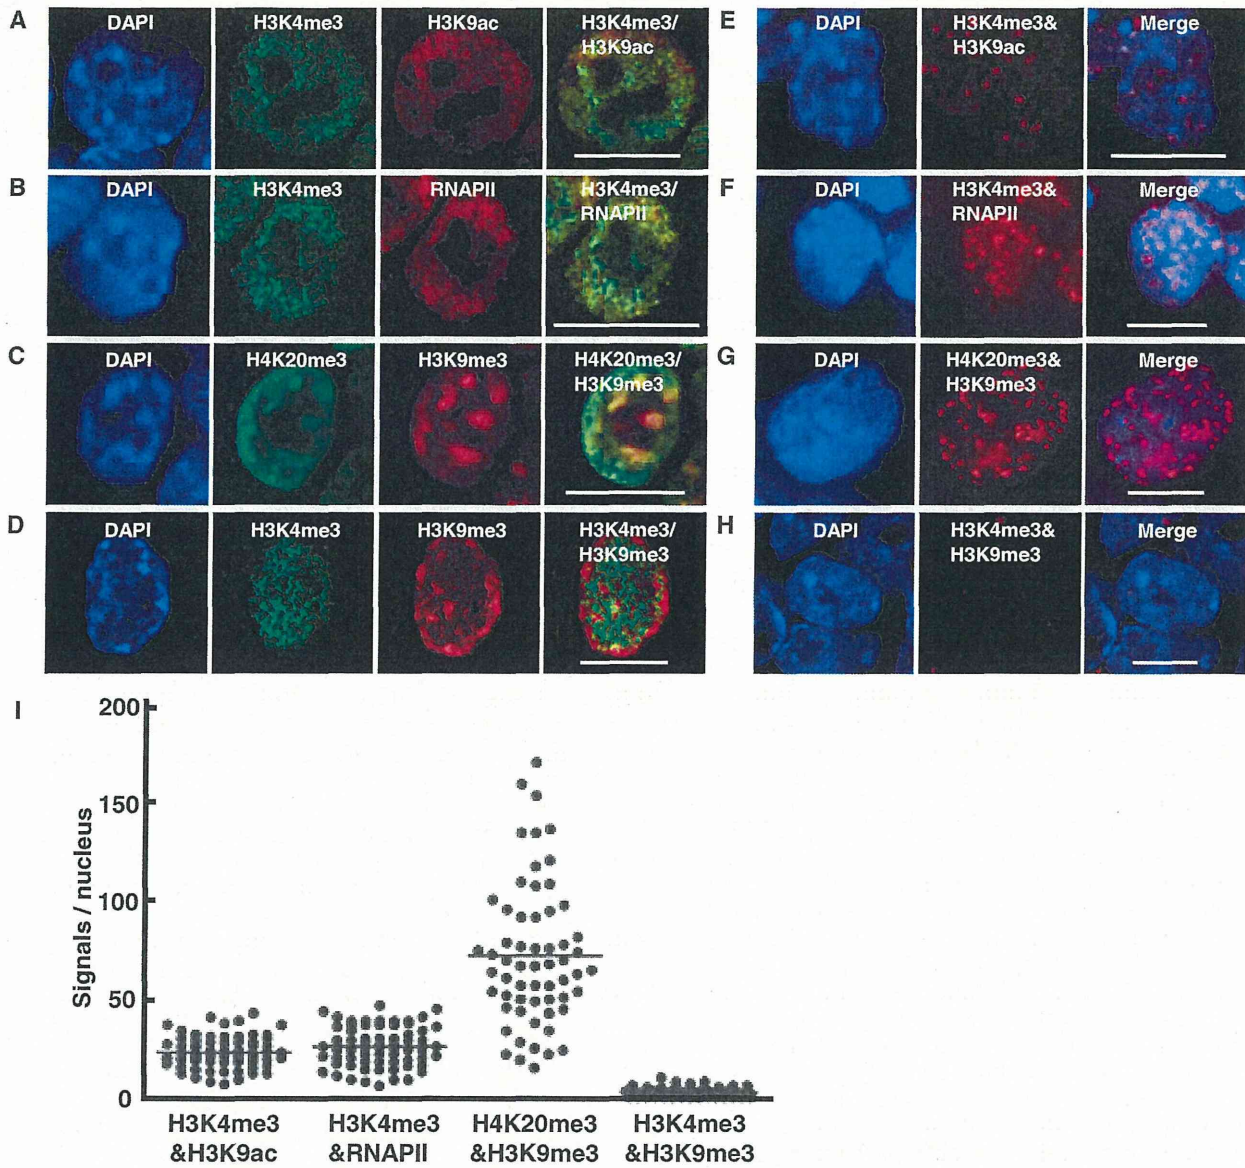 A
DAPI
H3K4me3
H3K9ac
H3K4me3/
H3K9ac
E
DAPI
H3K4me3&
H3K9ac
Merge
B
DAPI
H3K4me3
RNAPII
H3K4me3/
RNAPII
F
DAPI
H3K4me3&
RNAPII
Merge
C
DAPI
H4K20me3
H3K9me3
H4K20me3/
H3K9me3
G
DAPI
H4K20me3&
H3K9me3
Merge
D
DAPI
H3K4me3
H3K9me3
H3K4me3/
H3K9me3
H
DAPI
H3K4me3&
H3K9me3
Merge
I
Signals / nucleus
200
150
100
50
0
H3K4me3
&H3K9ac
H3K4me3
&RNAPII
H4K20me3
&H3K9me3
H3K4me3
&H3K9me3